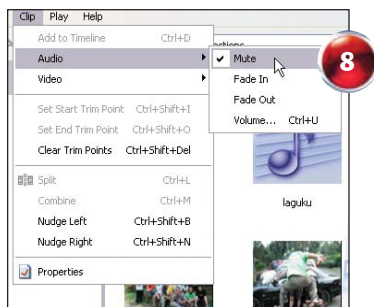 Clip Play Help
Add to Timeline Ctrl+D
Audio
Video
Set Start Trim Point Ctrl+Shift+I
Set End Trim Point Ctrl+Shift+O
Clear Trim Points Ctrl+Shift+Del
Split Ctrl+L
Combine Ctrl+M
Nudge Left Ctrl+Shift+B
Nudge Right Ctrl+Shift+N
Properties
Mute
Fade In
Fade Out
Volume... Ctrl+U
8
laguku